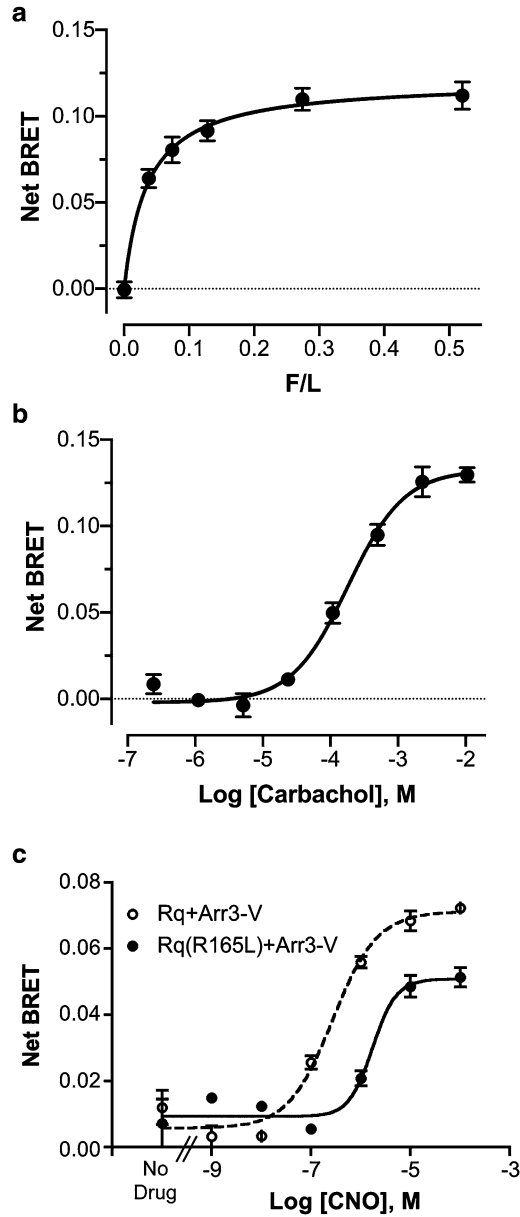 a
0.15
0.10
0.05
0.00
Net BRET
0.0 0.1 0.2 0.3 0.4 0.5
F/L
b
0.15
0.10
0.05
0.00
Net BRET
-7 -6 -5 -4 -3 -2
Log [Carbachol], M
c
0.08
0.06
0.04
0.02
0.00
Net BRET
Rq+Arr3-V
Rq(R165L)+Arr3-V
No Drug
-9 -7 -5 -3
Log [CNO], M